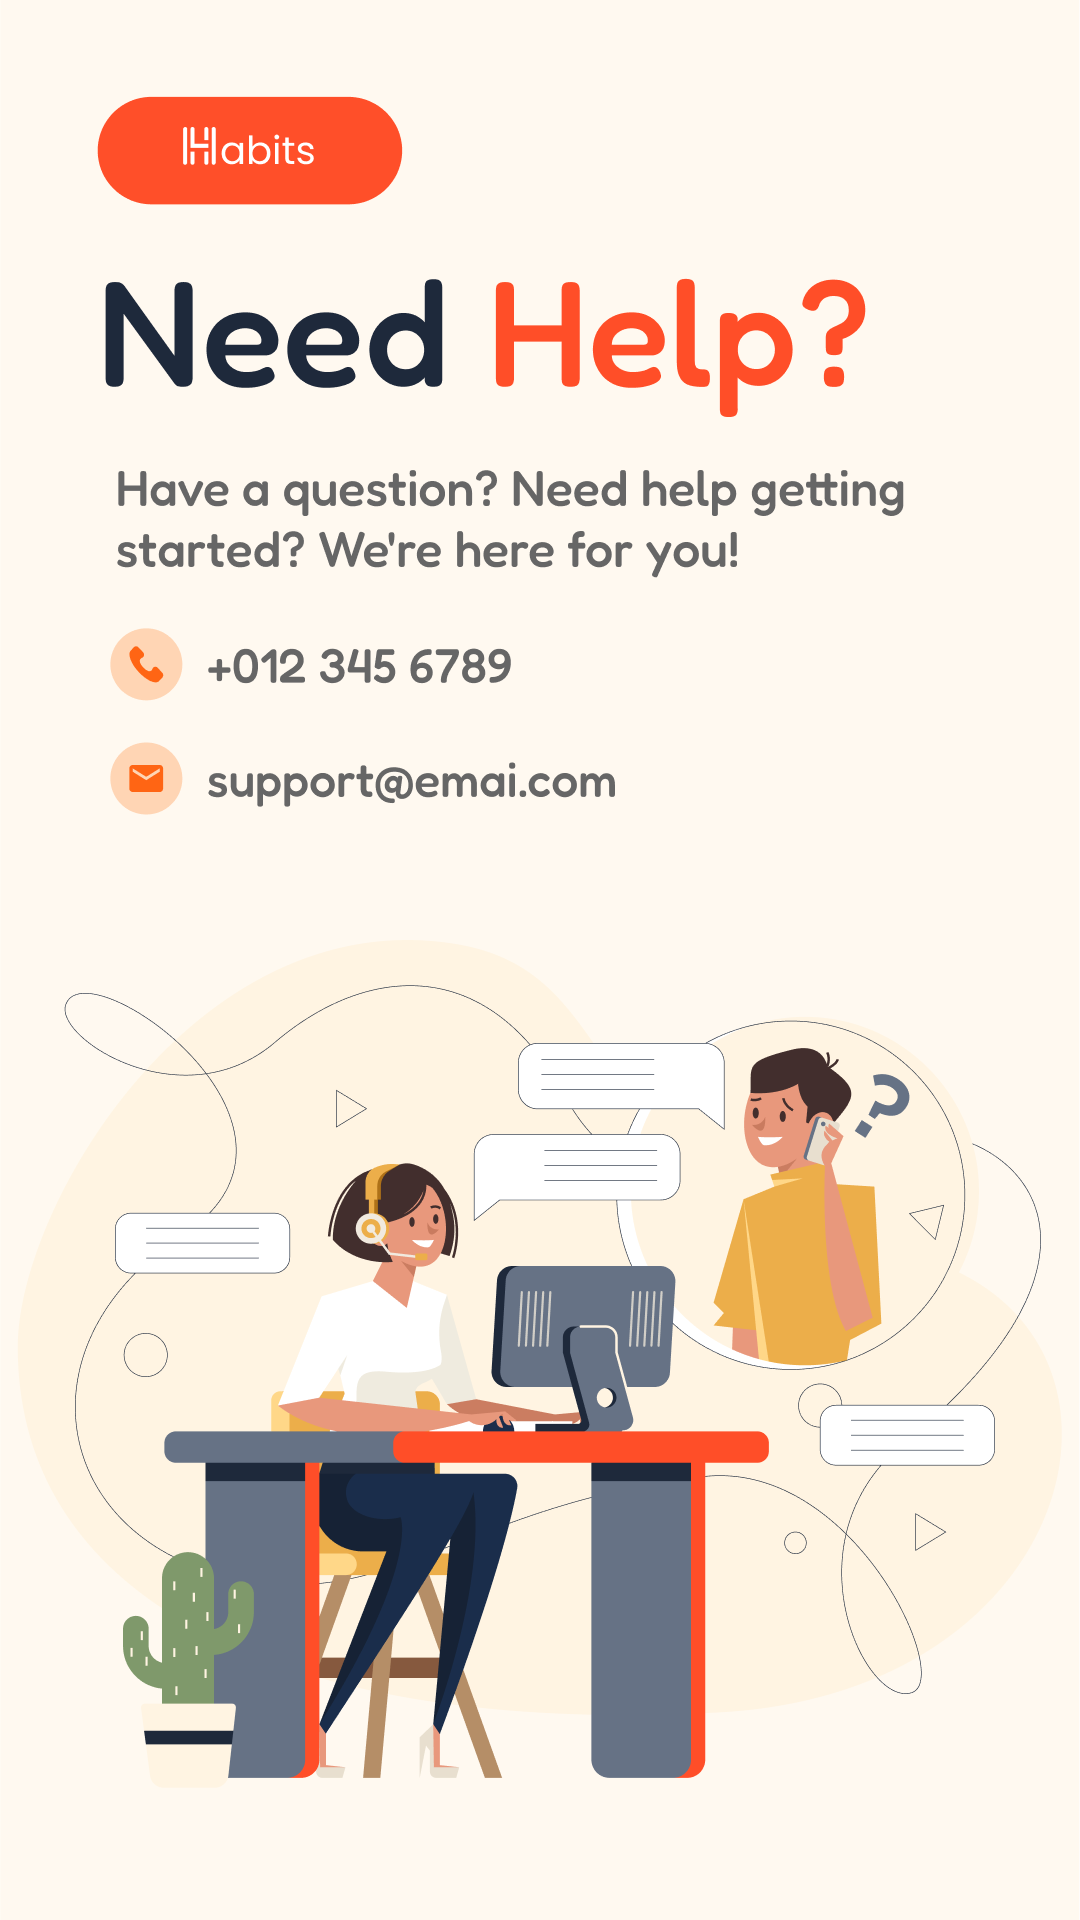 Habits
Need Help?
Have a question? Need help getting
started? We're here for you!
+012 345 6789
support@emai.com
?